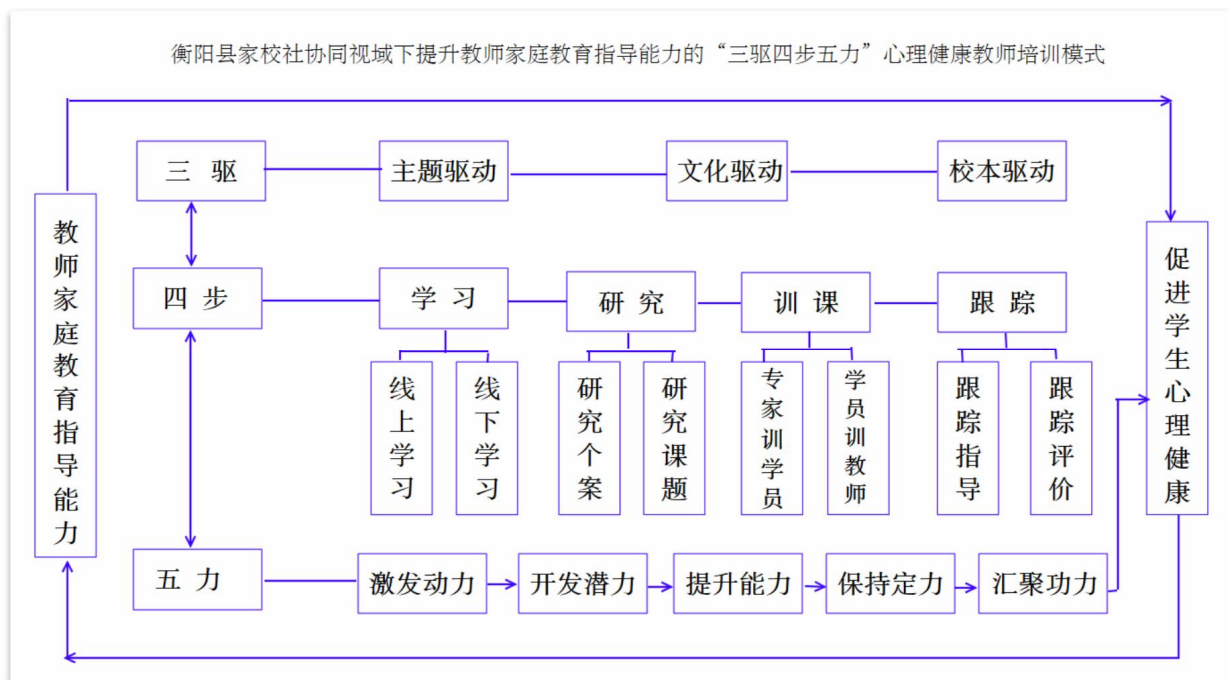 衡阳县家校社协同视域下提升教师家庭教育指导能力的“三驱四步五力”心理健康教师培训模式
教师家庭教育指导能力
三 驱
主题驱动
文化驱动
校本驱动
四 步
学 习
研 究
训 课
跟 踪
线上学习
线下学习
研究个案
研究课题
专家训学员
学员训教师
跟踪指导
跟踪评价
五 力
激发动力
开发潜力
提升能力
保持定力
汇聚功力
促进学生心理健康